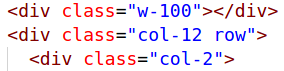 <div class="w-100"></div>
<div class="col-12 row">
  <div class="col-2">